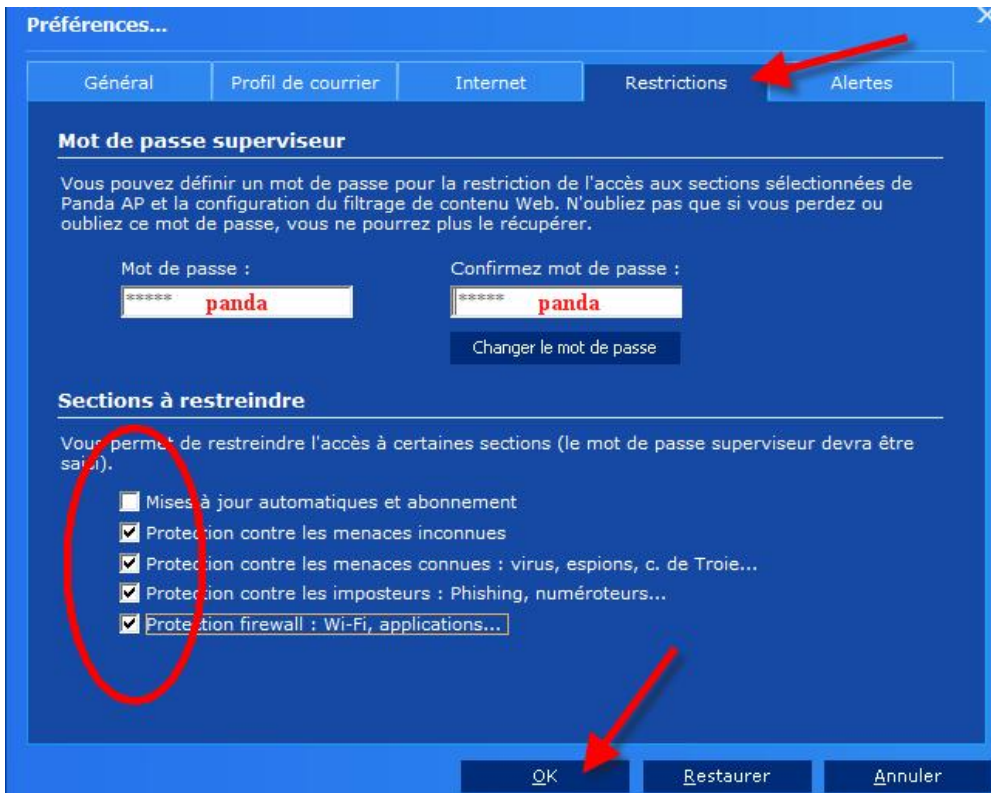 Préférences...
Général Profil de courrier Internet Restrictions Alertes
Mot de passe superviseur
Vous pouvez définir un mot de passe pour la restriction de l'accès aux sections sélectionnées de
Panda AP et la configuration du filtrage de contenu Web. N'oubliez pas que si vous perdez ou
oubliez ce mot de passe, vous ne pourrez plus le récupérer.
Mot de passe : Confirmez mot de passe :
***** panda ***** panda
Changer le mot de passe
Sections à restreindre
Vous permet de restreindre l'accès à certaines sections (le mot de passe superviseur devra être
saisi).
Mises à jour automatiques et abonnement
Protection contre les menaces inconnues
Protection contre les menaces connues : virus, espions, c. de Troie...
Protection contre les imposteurs : Phishing, numéroteurs...
Protection firewall : Wi-Fi, applications...
OK Restaurer Annuler